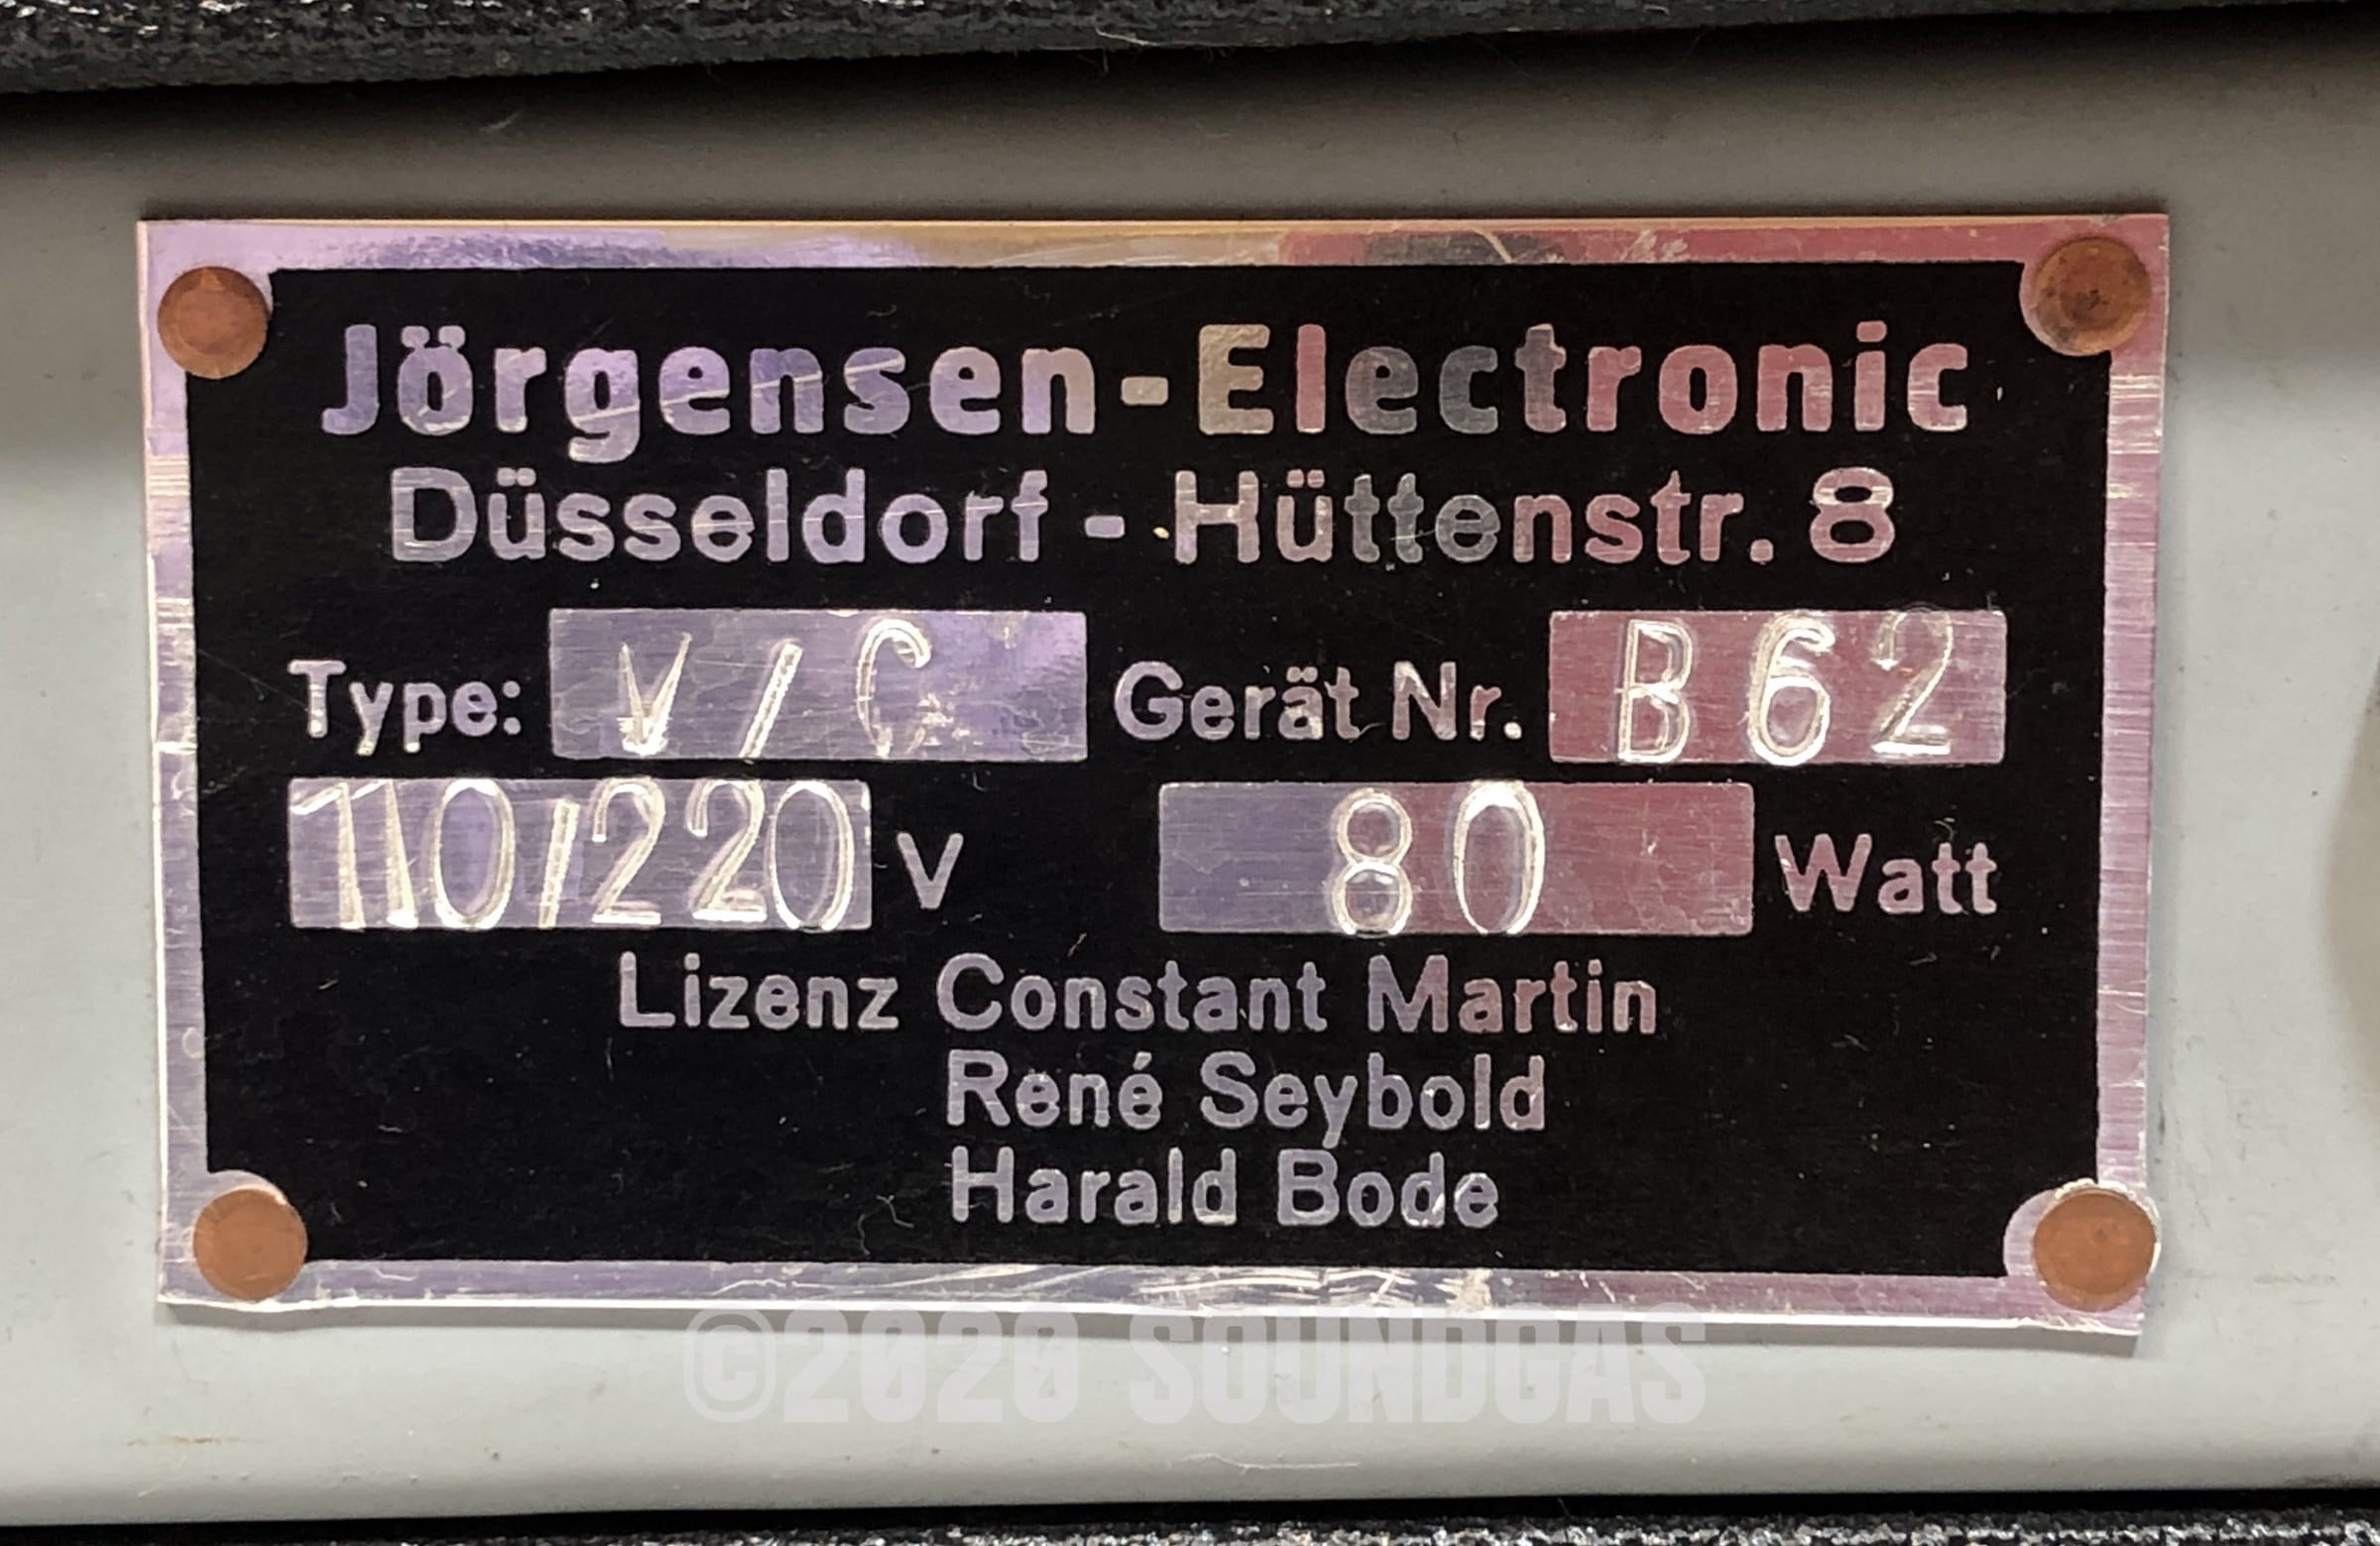 Jörgensen-Electronic
Düsseldorf - Hüttenstr. 8
Type: V/C Gerät Nr. B62
110/220 V 80 Watt
Lizenz Constant Martin
René Seybold
Harald Bode
©2020 SOUNDGAS